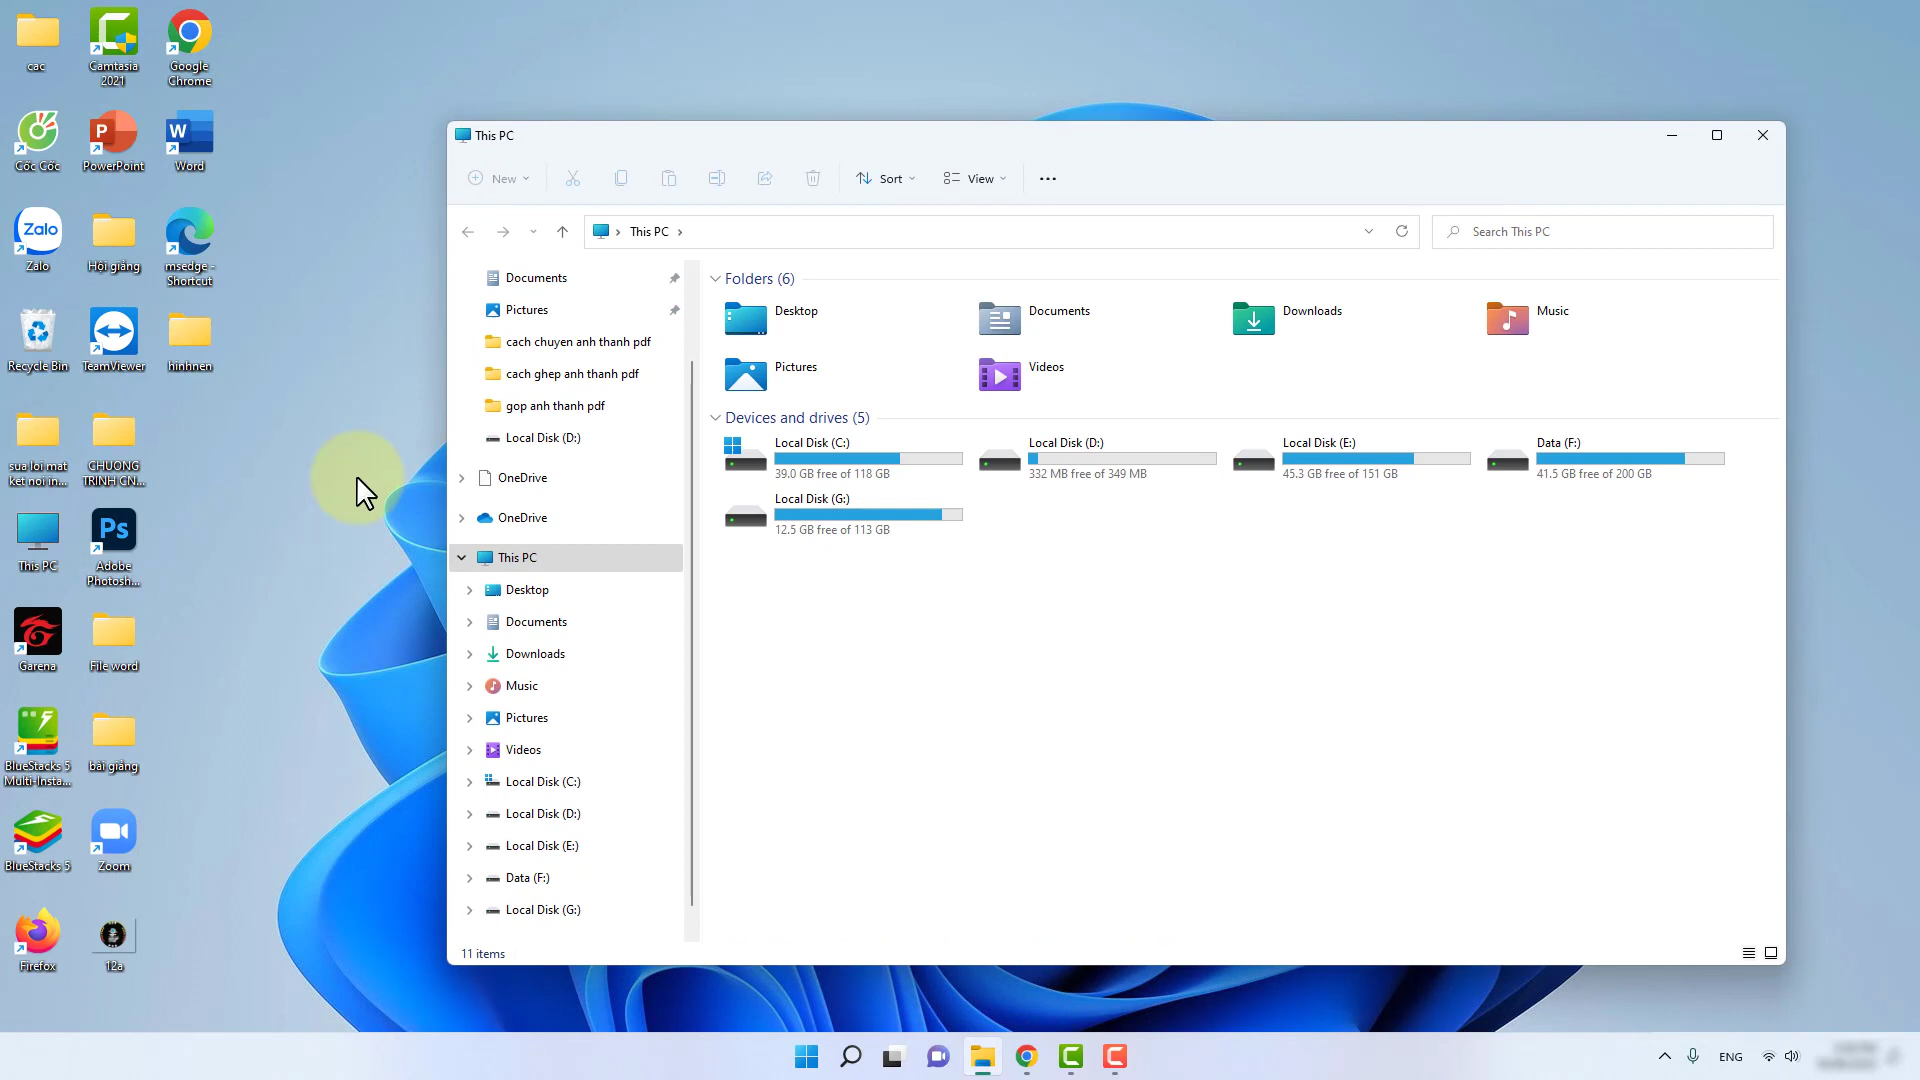 cac
Camtasia
2021
Google
Chrome
Cốc Cốc
PowerPoint
Word
Zalo
Zalo
Hội giảng
msedge -
Shortcut
Recycle Bin
TeamViewer
hinhnen
sua loi mat
ket noi in...
CHUONG
TRINH CN...
This PC
Adobe
Photosh...
Garena
File word
BlueStacks 5
Multi-Insta...
bài giảng
BlueStacks 5
Zoom
Firefox
12a
This PC
New
Sort
View
This PC
Search This PC
Documents
Pictures
cach chuyen anh thanh pdf
cach ghep anh thanh pdf
gop anh thanh pdf
Local Disk (D:)
OneDrive
OneDrive
This PC
Desktop
Documents
Downloads
Music
Pictures
Videos
Local Disk (C:)
Local Disk (D:)
Local Disk (E:)
Data (F:)
Local Disk (G:)
Folders (6)
Desktop
Documents
Downloads
Music
Pictures
Videos
Devices and drives (5)
Local Disk (C:)
39.0 GB free of 118 GB
Local Disk (D:)
332 MB free of 349 MB
Local Disk (E:)
45.3 GB free of 151 GB
Data (F:)
41.5 GB free of 200 GB
Local Disk (G:)
12.5 GB free of 113 GB
11 items
ENG